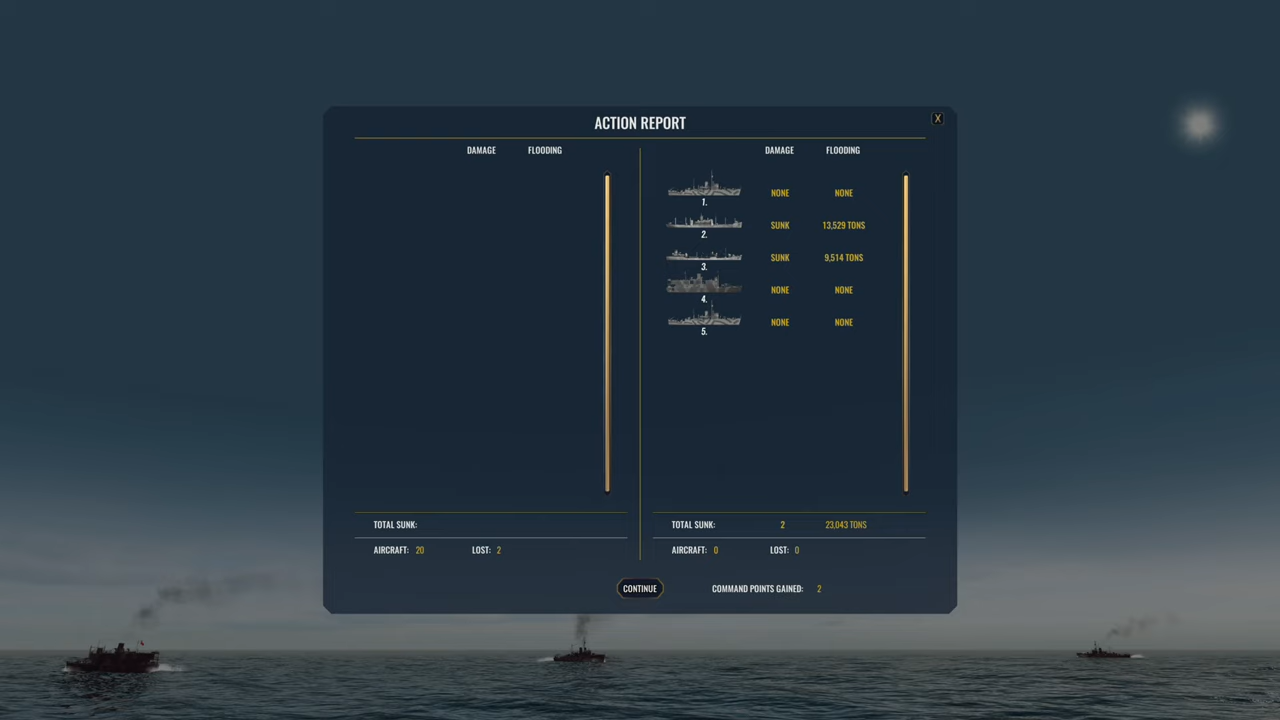 ACTION REPORT
X
DAMAGE FLOODING
DAMAGE FLOODING
1. NONE NONE
2. SUNK 13,529 TONS
3. SUNK 9,514 TONS
4. NONE NONE
5. NONE NONE
TOTAL SUNK:
AIRCRAFT: 20 LOST: 2
TOTAL SUNK: 2 23,043 TONS
AIRCRAFT: 0 LOST: 0
CONTINUE
COMMAND POINTS GAINED: 2